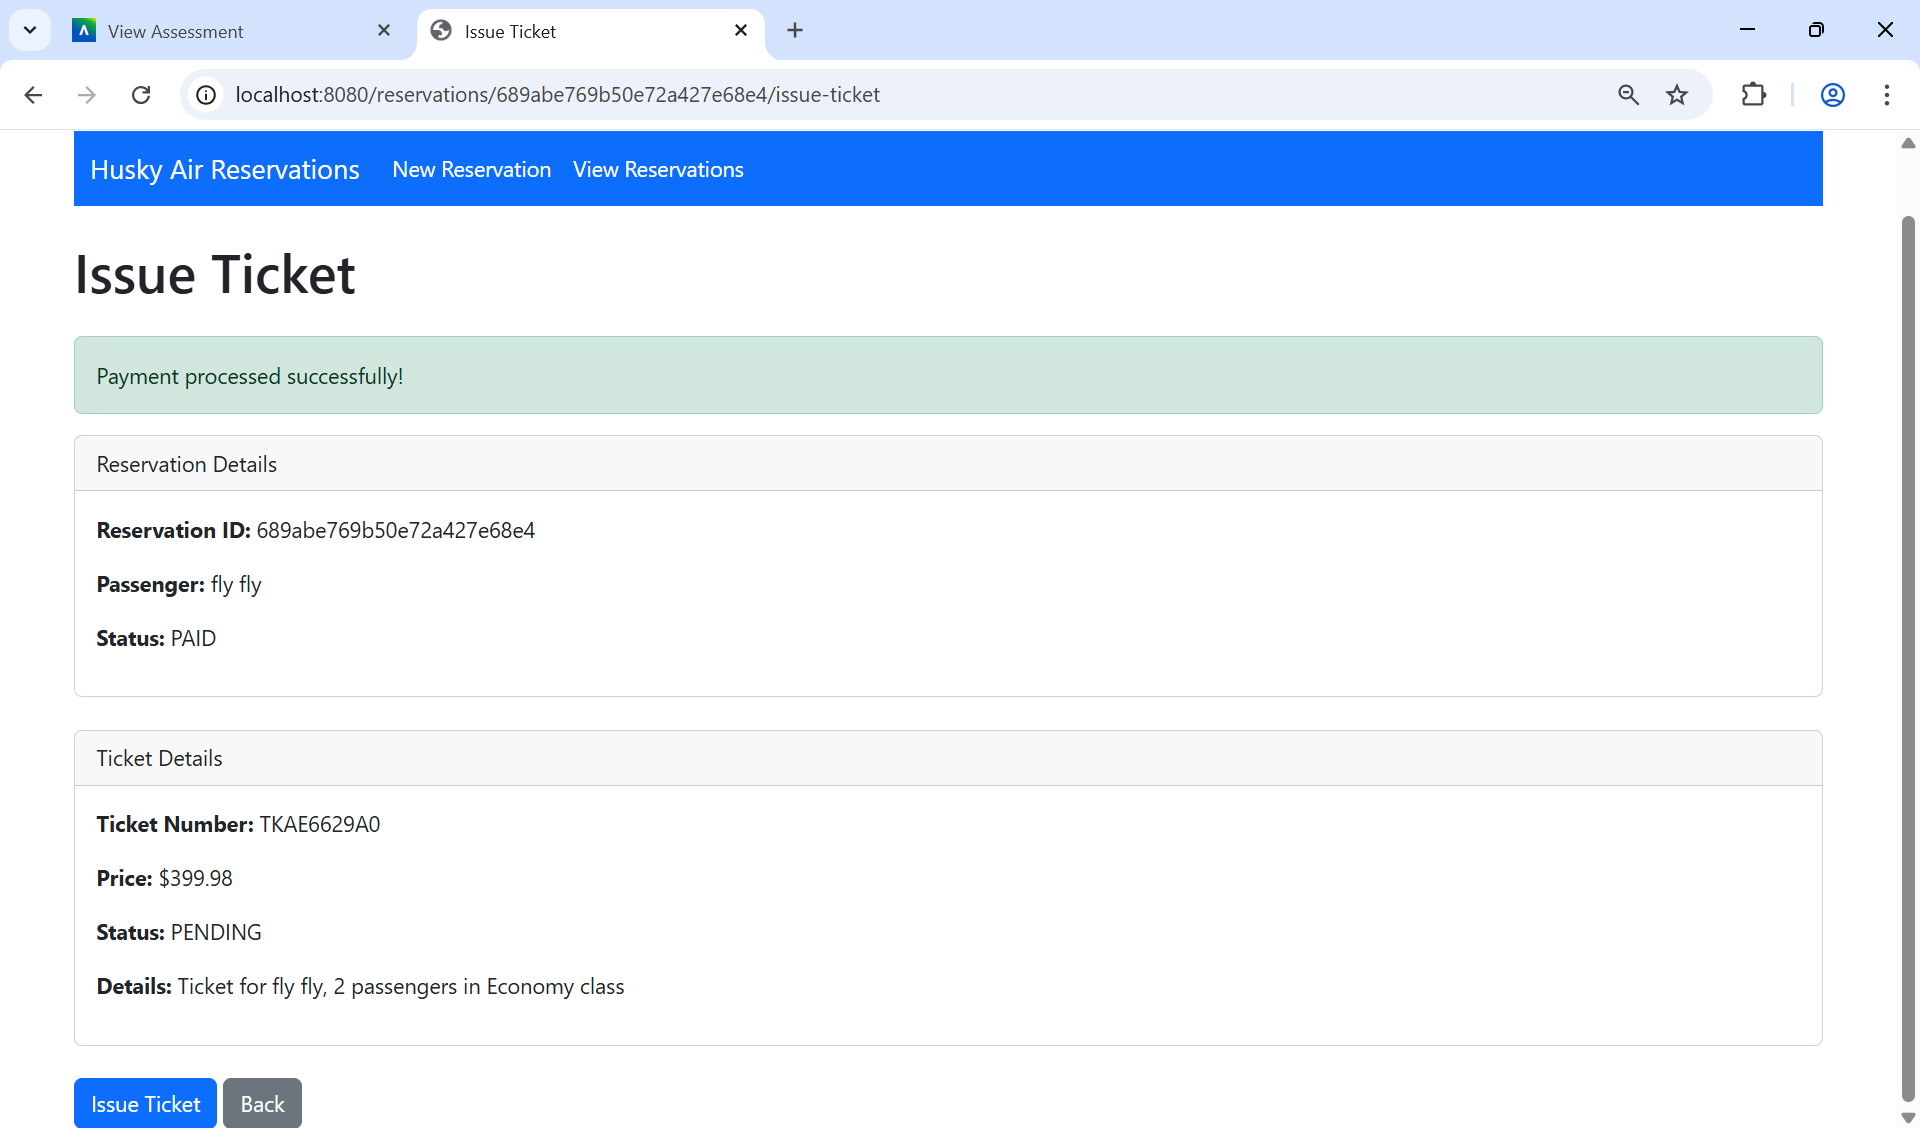 View Assessment
Issue Ticket
localhost:8080/reservations/689abe769b50e72a427e68e4/issue-ticket
Husky Air Reservations New Reservation View Reservations
Issue Ticket
Payment processed successfully!
Reservation Details
Reservation ID: 689abe769b50e72a427e68e4
Passenger: fly fly
Status: PAID
Ticket Details
Ticket Number: TKAE6629A0
Price: $399.98
Status: PENDING
Details: Ticket for fly fly, 2 passengers in Economy class
Issue Ticket Back